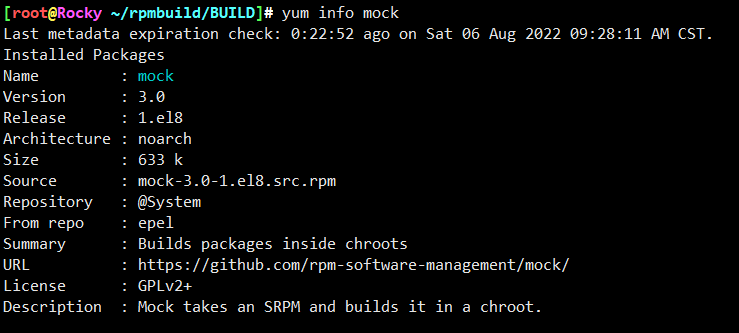 [root@Rocky ~/rpmbuild/BUILD]# yum info mock
Last metadata expiration check: 0:22:52 ago on Sat 06 Aug 2022 09:28:11 AM CST.
Installed Packages
Name         : mock
Version      : 3.0
Release      : 1.el8
Architecture : noarch
Size         : 633 k
Source       : mock-3.0-1.el8.src.rpm
Repository   : @System
From repo    : epel
Summary      : Builds packages inside chroots
URL          : https://github.com/rpm-software-management/mock/
License      : GPLv2+
Description  : Mock takes an SRPM and builds it in a chroot.